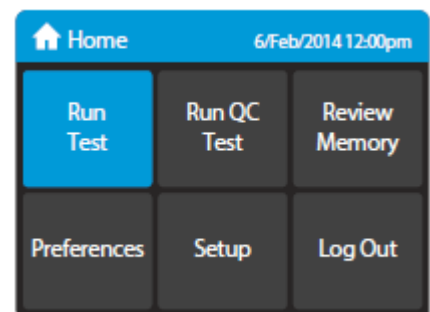 Home 6/Feb/2014 12:00pm
Run Test
Run QC Test
Review Memory
Preferences
Setup
Log Out